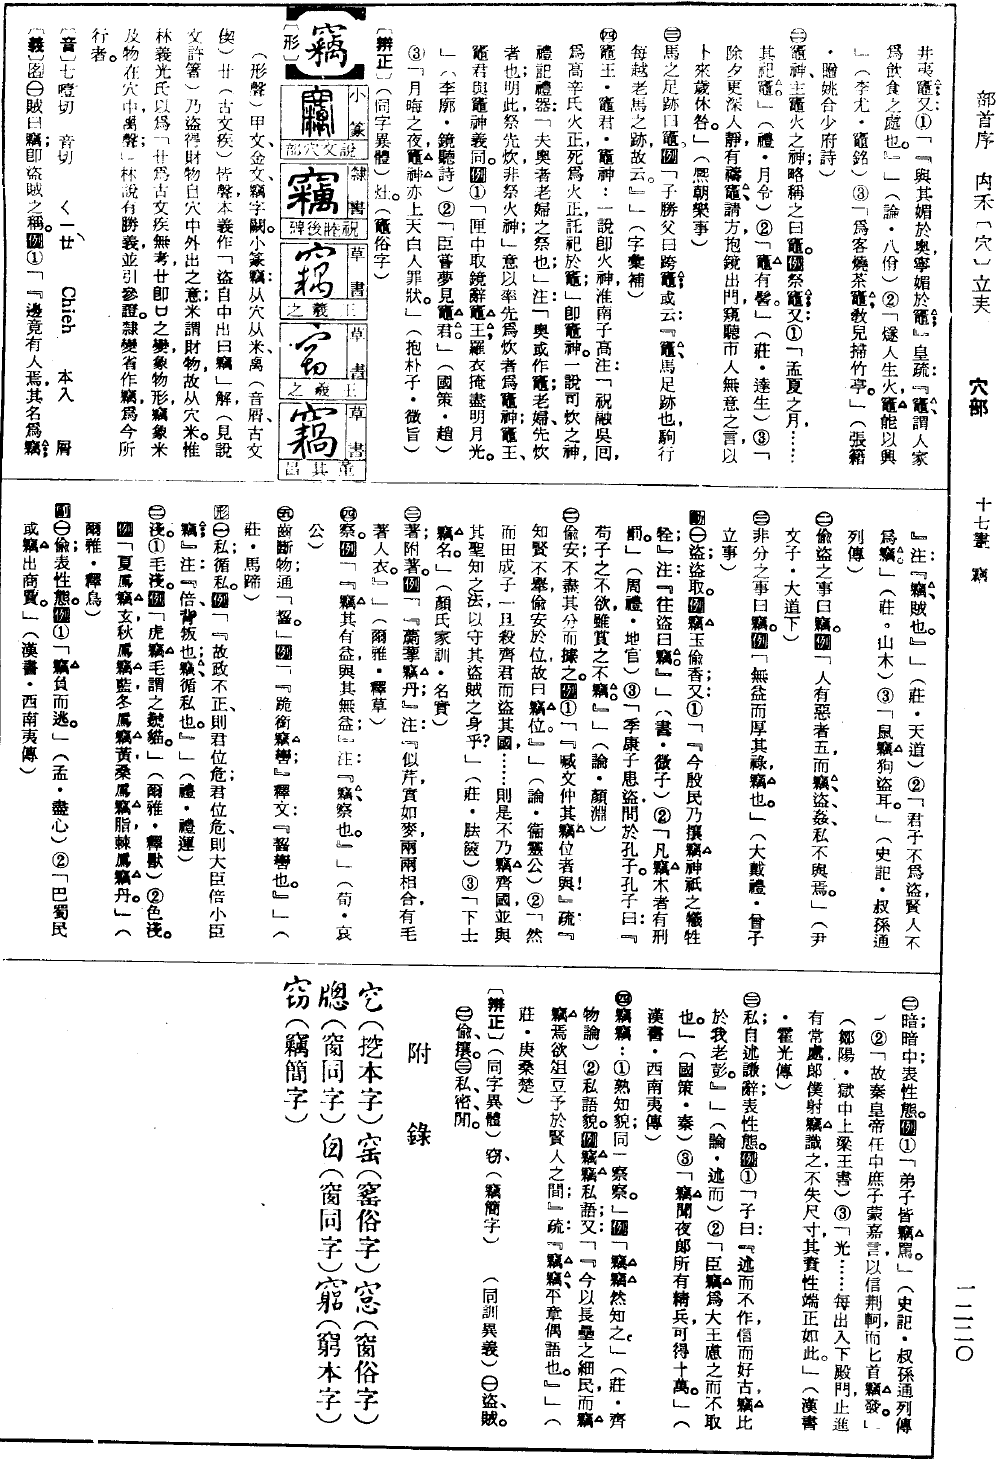 部首序　內禾「穴」立夫　穴部　十七畫　竊　一二二〇
井夷竈又①「『與其媚於奧寧媚於竈』皇疏『竈謂人家
爲飲食之處也。』」（論・八佾）②「燧人生火竈能以興
」（李尤・竈銘）③「爲客燒茶竈敎兒掃竹亭。」（張籍
・贈姚合少府詩）
㊁竈神主竈火之神略稱之曰竈。例祭竈又①「孟夏之月，……
其祀竈」（禮・月令）②「竈有髻。」（莊・達生）③「
除夕更深人靜有禱竈請方抱鏡出門窺聽市人無意之言，以
卜來歲休咎。」（熙朝樂事）
㊂馬之足跡曰竈。例「子勝父曰跨竈或云：『竈馬足跡也駒行
每越老馬之跡，故云』」（字彙補）
㊃竈王・竈君・竈神：一說卽火神淮南子高注：「祝融吳回，
爲高辛氏火正死爲火正託祀於竈」卽竈神。一說司炊之神，
禮記禮器：「夫奧者老婦之祭也」注：「奧或作竈老婦先炊
者也明此祭先炊非祭火神」意以率先爲炊者爲竈神竈王、
竈君與竈神義同。例①「匣中取鏡辭竈王羅衣掩盡明月光。
」（李廓・鏡聽詩）②「臣嘗夢見竈君。」（國策・趙）
③「月晦之夜竈神亦上天白人罪狀。」（抱朴子・微旨）
〔辨正〕（同字異體）灶。（竈俗字）
竊
〔形〕
小篆　說文穴部
隸書　祝睦後碑
草書　王羲之
草書　王羲之
草書　董其昌
（形聲）甲文金文竊字闕。小篆竊：从穴从米禼（音屑古文
偰）廿（古文疾）皆聲本義作「盜自中出曰竊」解（見說
文許箸）乃盜得財物自穴中外出之意米謂財物，故从穴米。惟
林義光氏以爲「廿爲古文疾無考廿卽口之變象物形竊象米
及物在穴中禼聲」林說有勝義並引參證。隸變省作竊爲今所
行者。
〔音〕七噎切　音切　ㄑㄧㄝˋ　Chieh　本入　屑
〔義〕名㊀賊曰竊卽盜賊之稱。例①「『邊竟有人焉其名爲竊
』注：『竊賊也。』」（莊・天道）②「君子不爲盜賢人不
爲竊」（莊・山木）③「鼠竊狗盜耳。」（史記・叔孫通
列傳）
㊁偷盜之事曰竊。例「人有惡者五，而竊盜姦私不與焉。」（尹
文子・大道下）
㊂非分之事曰竊。例「無益而厚其祿竊也。」（大戴禮・曾子
立事）
動㊀盜盜取。例竊玉偷香又①「『今殷民乃攘竊神祇之犧牷
牲』注『往盜曰竊』」（書・微子）②「凡竊木者有刑
罰」（周禮・地官）③「季康子患盜問於孔子。孔子曰：『
苟子之不欲，雖賞之不竊。』」（論・顏淵）
㊁偷安不盡其分而據之。例①「『臧文仲其竊位者與！』疏：『
知賢不舉，偷安於位，故曰竊位』」（論・衞靈公）②「然
而田成子一旦殺齊君而盜其國，……則是不乃竊齊國並與
其聖知之法，以守其盜賊之身乎？」（莊・胠篋）③「下士
竊名。」（顏氏家訓・名實）
㊂著附著。例「『蘮蒘竊丹』注：『似芹實如麥，兩兩相合有毛
著人衣。』」（爾雅・釋草）
㊃察。例「『竊其有益與其無益』注：『竊察也』」（荀・哀
公）
㊄齒斷物通「齧」例「『詭銜竊轡』釋文：『齧轡也。』」（
莊・馬蹄）
形㊀私循私。例「『故政不正，則君位危君位危，則大臣倍小臣
竊』注：『倍背叛也竊循私也。』」（禮・禮運）
㊁淺。①毛淺。例「虎竊毛謂之虦貓」（爾雅・釋獸）②色淺。
例「夏鳸竊玄秋鳸竊藍冬鳸竊黃桑鳸竊脂棘鳸竊丹。」（
爾雅・釋鳥）
副㊀偷表性態。例①「竊負而逃。」（孟・盡心）②「巴蜀民
或竊出商賈。」（漢書・西南夷傳）
㊁暗暗中表性態。例①「弟子皆竊罵。」（史記・叔孫通列傳
）②「故秦皇帝任中庶子蒙嘉言，以信荆軻而匕首竊發。」
（鄒陽・獄中上梁王書）③「光……每出入下殿門，止進
有常處郎僕射竊識之不失尺寸，其資性端正如此。」（漢書
・霍光傳）
㊂私自述謙辭表性態。例①「子曰：『述而不作信而好古，竊比
於我老彭。』」（論・述而）②「臣竊爲大王慮之而不取
也。」（國策・秦）③「竊聞夜郎所有精兵，可得十萬。」（
漢書・西南夷傳）
㊃竊竊：①熟知貌同「察察。」例「竊竊然知之」（莊・齊
物論）②私語貌。例竊竊私語又「『今以畏壘之細民而竊
竊焉欲俎豆予於賢人之間』疏：『竊竊平章偶語也。』」（
莊・庚桑楚）
〔辨正〕（同字異體）窃、（竊簡字）　（同訓異義）㊀盜、賊。
㊁偷、攘。㊂私、密、閒。
附錄
（挖本字）窰（窰俗字）窓（窗俗字）
牕（窗同字）囱（窗同字）竆（窮本字）
窃（竊簡字）